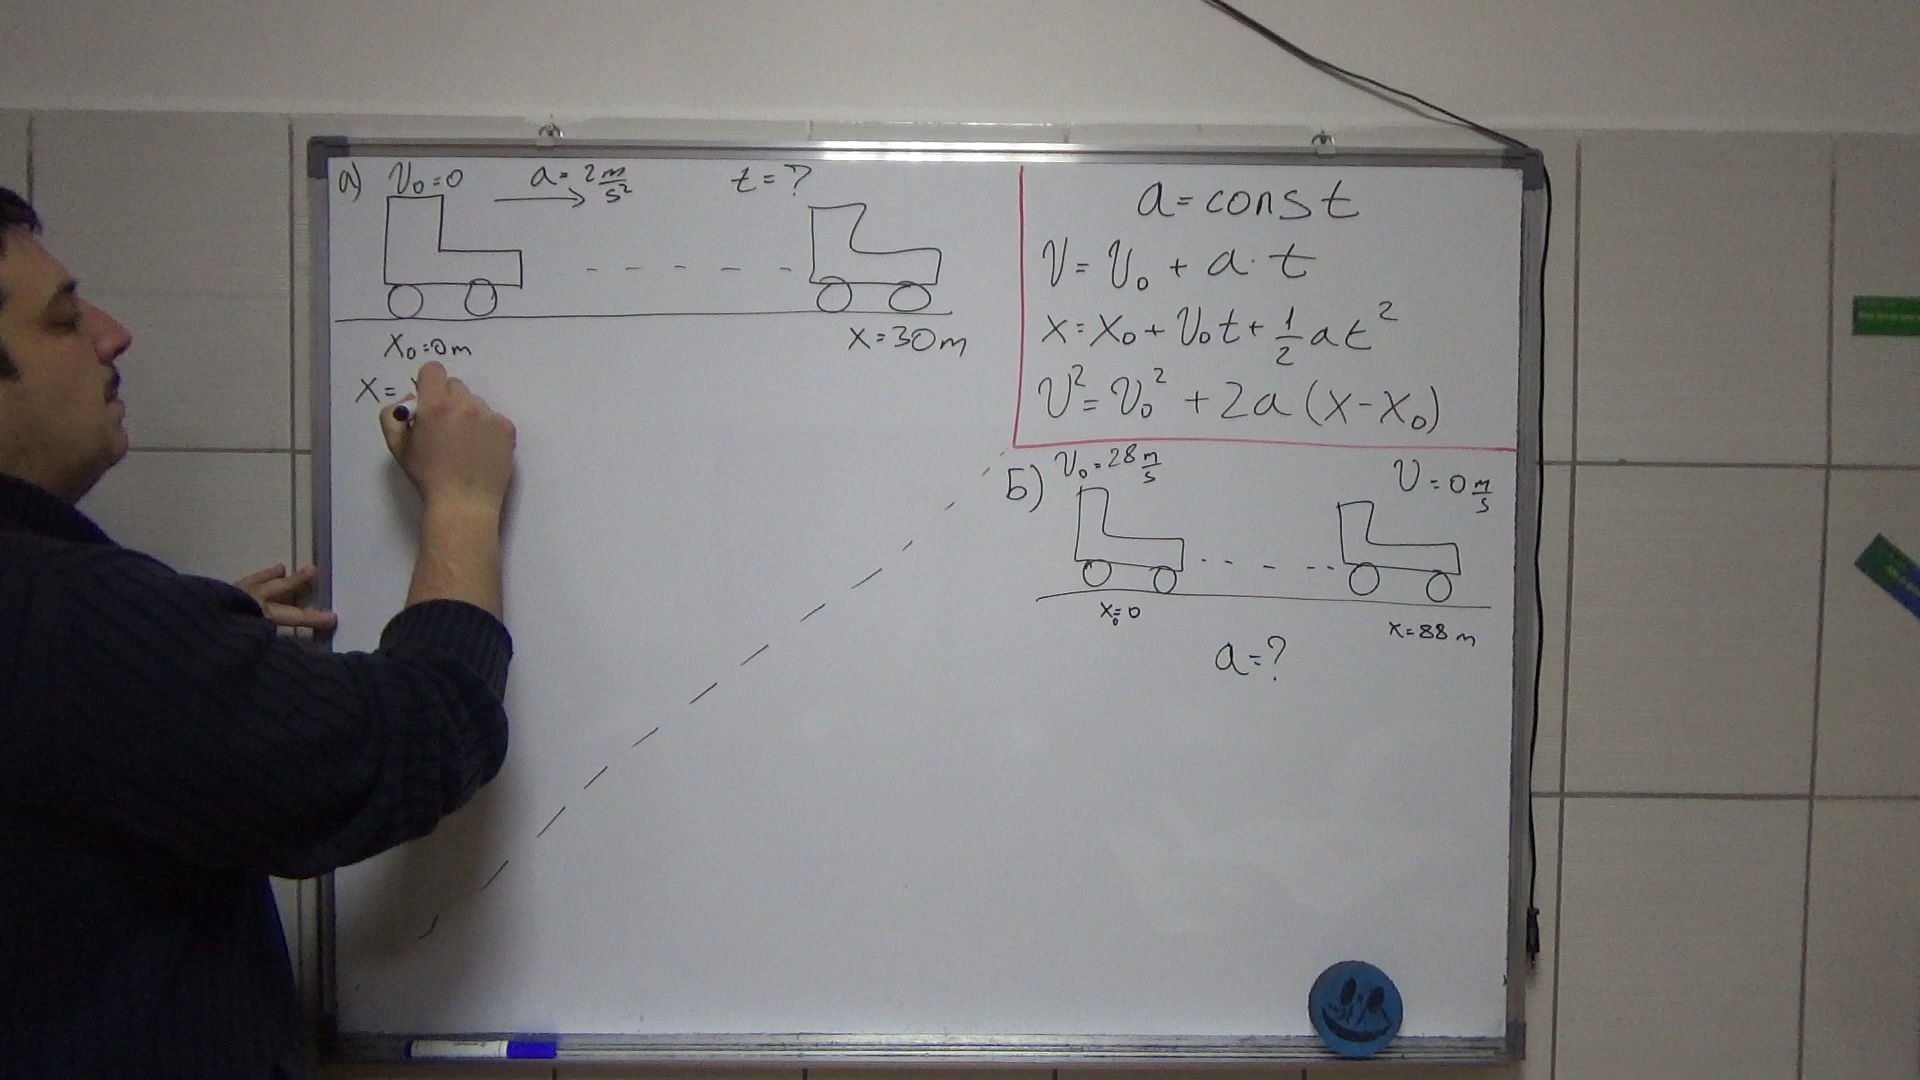 а) V₀=0 a=2 m/s² t=?
X₀=0m X=30m
X=
a=const
V=V₀+a·t
X=X₀+V₀t+½at²
V²=V₀²+2a(X-X₀)
Б) V₀=28 m/s V=0 m/s
X₀=0 X=88m
a=?